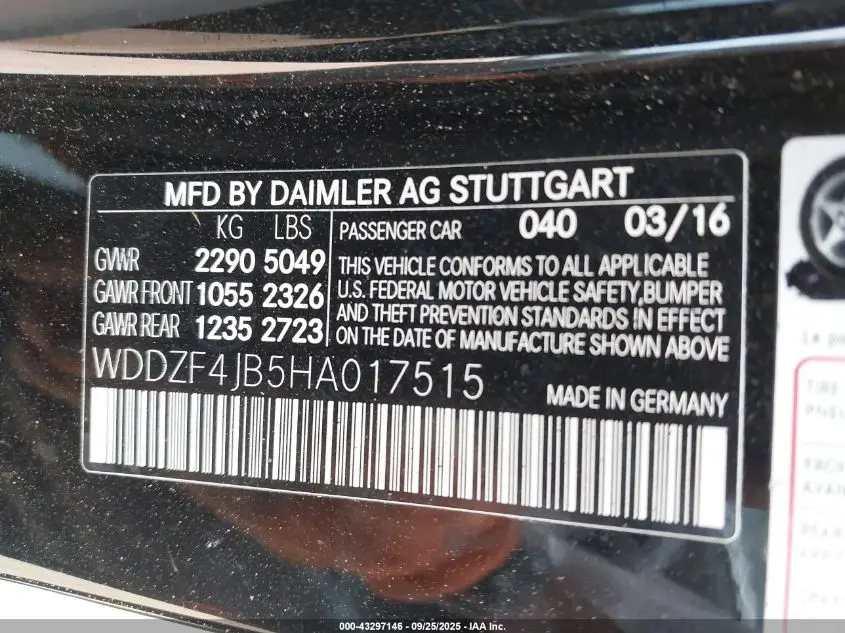 MFD BY DAIMLER AG STUTTGART
KG LBS
GVWR 2290 5049
GAWR FRONT 1055 2326
GAWR REAR 1235 2723
PASSENGER CAR 040 03/16
THIS VEHICLE CONFORMS TO ALL APPLICABLE
U.S. FEDERAL MOTOR VEHICLE SAFETY, BUMPER
AND THEFT PREVENTION STANDARDS IN EFFECT
ON THE DATE OF MANUFACTURE SHOWN ABOVE
WDDZF4JB5HA017515
MADE IN GERMANY
000-43297146 - 09/25/2025 - IAA Inc.